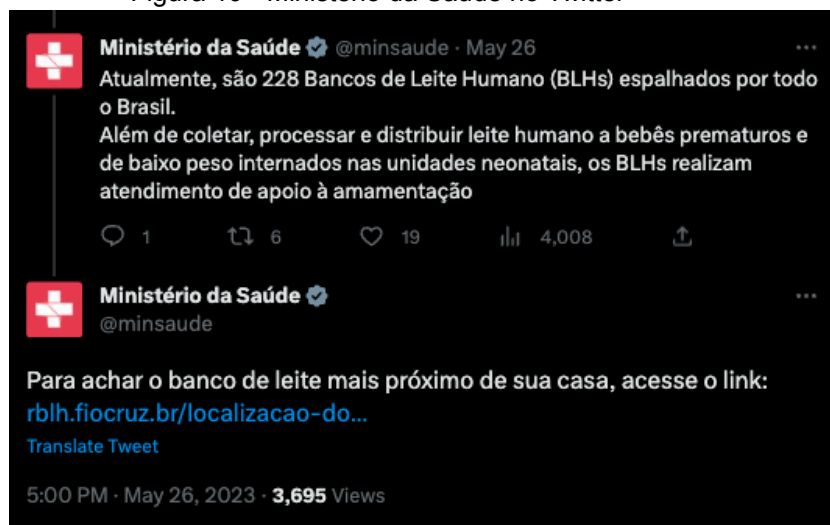 Ministério da Saúde @minsaude · May 26
Atualmente, são 228 Bancos de Leite Humano (BLHs) espalhados por todo
o Brasil.
Além de coletar, processar e distribuir leite humano a bebês prematuros e
de baixo peso internados nas unidades neonatais, os BLHs realizam
atendimento de apoio à amamentação
1 6 19 4,008
Ministério da Saúde
@minsaude
Para achar o banco de leite mais próximo de sua casa, acesse o link:
rblh.fiocruz.br/localizacao-do...
Translate Tweet
5:00 PM · May 26, 2023 · 3,695 Views